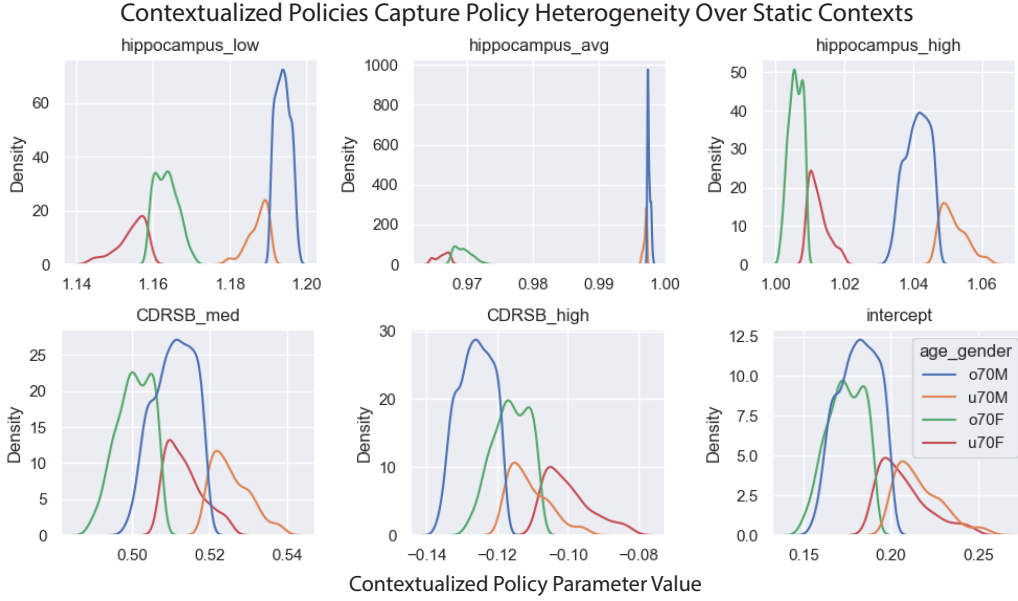 Contextualized Policies Capture Policy Heterogeneity Over Static Contexts
hippocampus_low
hippocampus_avg
hippocampus_high
Density
60
40
20
0
1.14
1.16
1.18
1.20
Density
1000
800
600
400
200
0
0.97
0.98
0.99
1.00
Density
50
40
30
20
10
0
1.00
1.02
1.04
1.06
CDRSB_med
CDRSB_high
intercept
Density
25
20
15
10
5
0
0.50
0.52
0.54
Density
30
20
10
0
−0.14
−0.12
−0.10
−0.08
Density
12.5
10.0
7.5
5.0
2.5
0.0
0.15
0.20
0.25
age_gender
o70M
u70M
o70F
u70F
Contextualized Policy Parameter Value